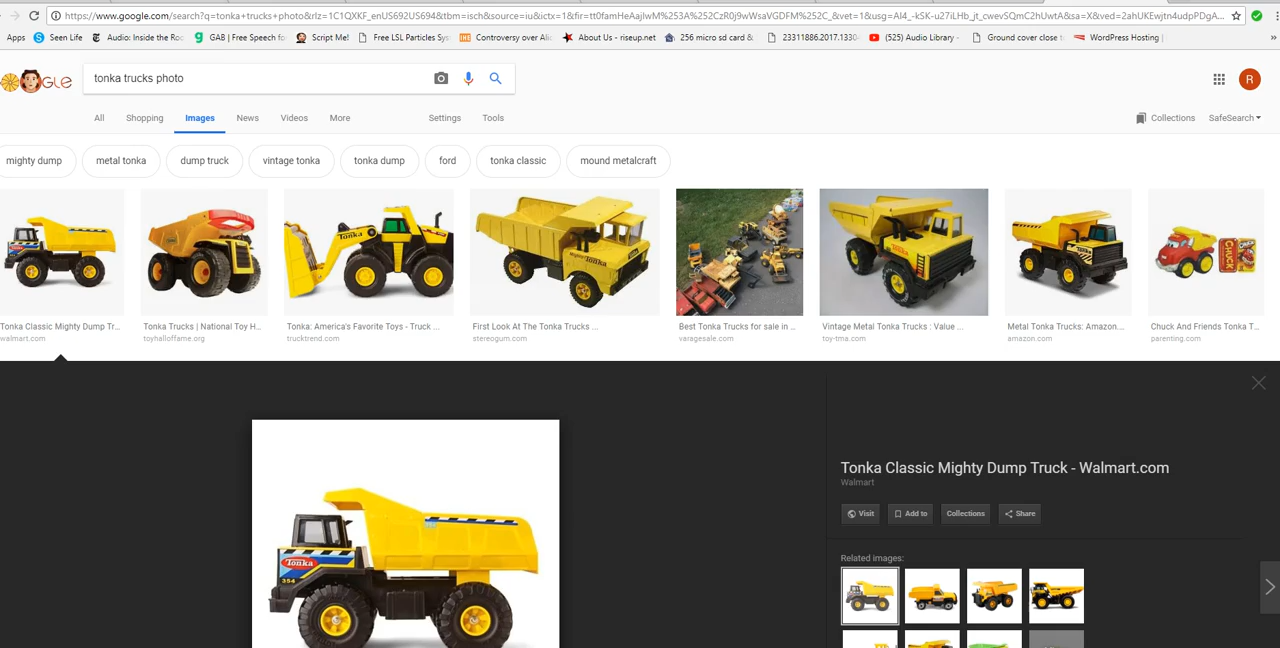 https://www.google.com/search?q=tonka+trucks+photo&rlz=1C1QXKF_enUS692US694&tbm=isch&source=iu&ictx=1&fir=tt0famHeAajIwM%253A%252CzR0j9wWsaVGDFM%252C_&vet=1&usg=AI4_-kSK-u27iLHb_jt_cwevSQmC2hUwtA&sa=X&ved=2ahUKEwjtn4udpPDgA...
Apps Seen Life Audio: Inside the Roc GAB | Free Speech fo Script Me! Free LSL Particles Sys Controversy over Alic About Us - riseup.net 256 micro sd card & 23311886.2017.1330 (525) Audio Library - Ground cover close t WordPress Hosting |
GLE tonka trucks photo R
All Shopping Images News Videos More Settings Tools Collections SafeSearch
mighty dump metal tonka dump truck vintage tonka tonka dump ford tonka classic mound metalcraft
Tonka
Mighty Tonka
CHUCK
Tonka Classic Mighty Dump Tr... Tonka Trucks | National Toy H... Tonka: America's Favorite Toys - Truck ... First Look At The Tonka Trucks ... Best Tonka Trucks for sale in ... Vintage Metal Tonka Trucks : Value ... Metal Tonka Trucks: Amazon.... Chuck And Friends Tonka T...
walmart.com toyhalloffame.org trucktrend.com stereogum.com varagesale.com toy-tma.com amazon.com parenting.com
Tonka Classic Mighty Dump Truck - Walmart.com
Walmart
Visit Add to Collections Share
Related images:
Tonka
354